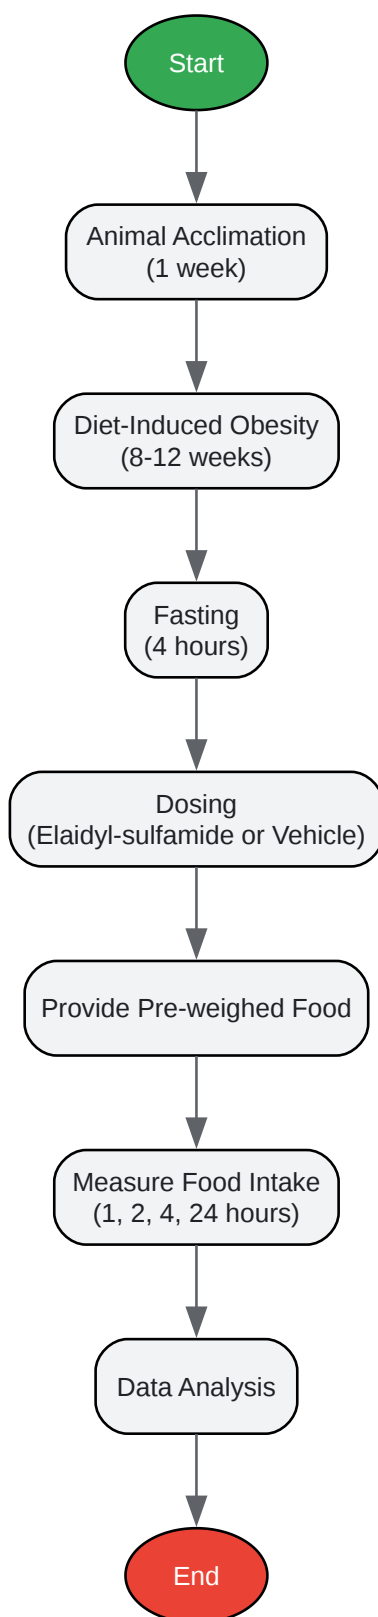 Start
Animal Acclimation
(1 week)
Diet-Induced Obesity
(8-12 weeks)
Fasting
(4 hours)
Dosing
(Elaidyl-sulfamide or Vehicle)
Provide Pre-weighed Food
Measure Food Intake
(1, 2, 4, 24 hours)
Data Analysis
End